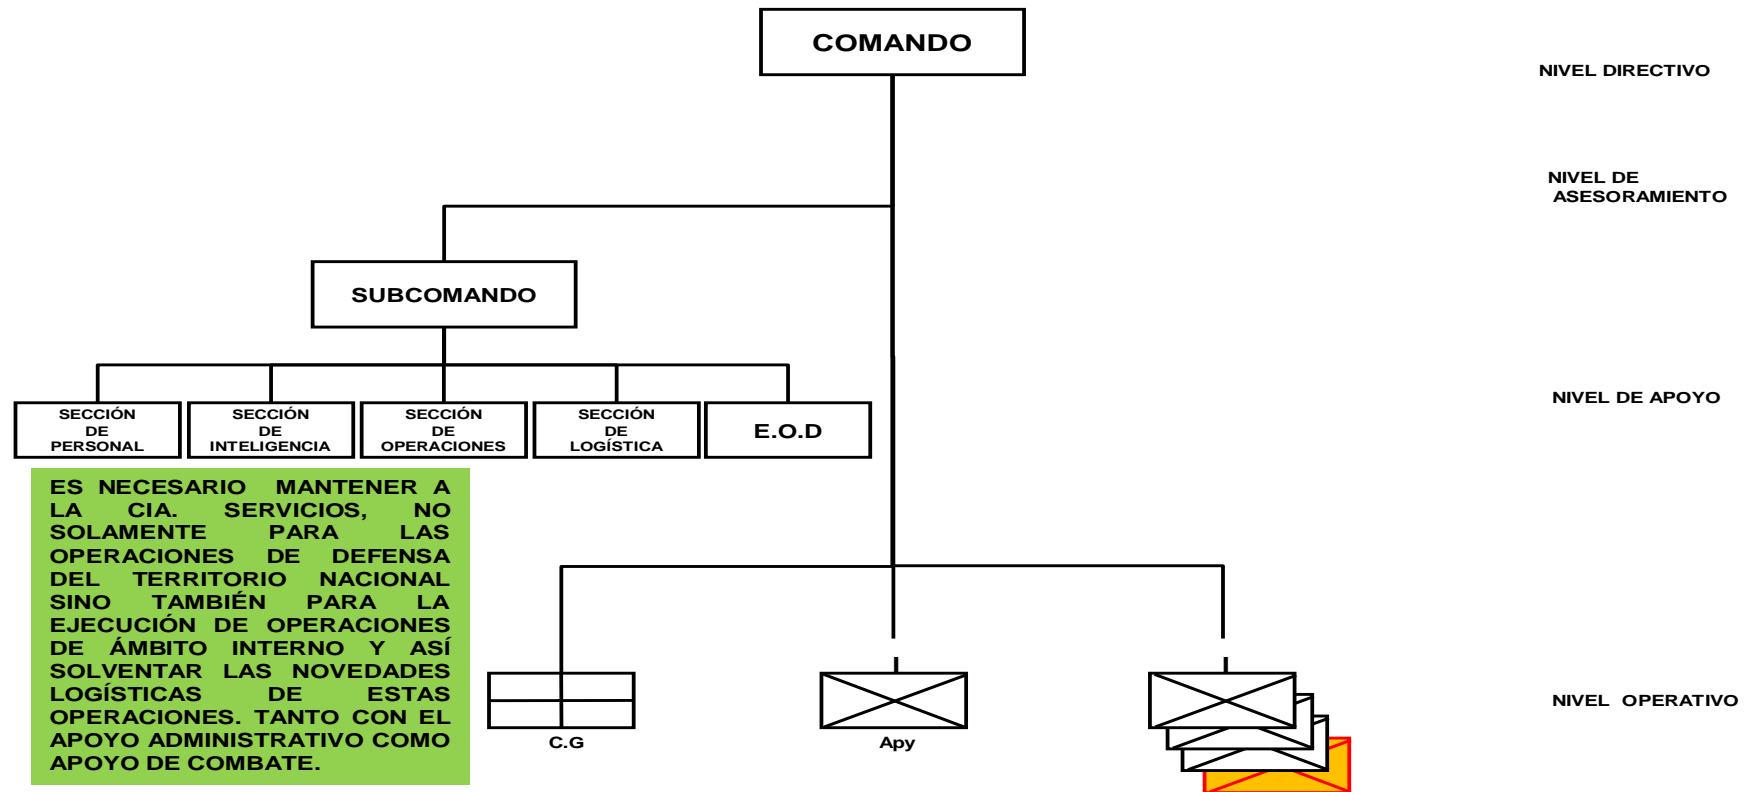 COMANDO
NIVEL DIRECTIVO
NIVEL DE
ASESORAMIENTO
SUBCOMANDO
SECCIÓN
DE
PERSONAL
SECCIÓN
DE
INTELIGENCIA
SECCIÓN
DE
OPERACIONES
SECCIÓN
DE
LOGÍSTICA
E.O.D
NIVEL DE APOYO
ES NECESARIO MANTENER A
LA CIA. SERVICIOS, NO
SOLAMENTE PARA LAS
OPERACIONES DE DEFENSA
DEL TERRITORIO NACIONAL
SINO TAMBIÉN PARA LA
EJECUCIÓN DE OPERACIONES
DE ÁMBITO INTERNO Y ASÍ
SOLVENTAR LAS NOVEDADES
LOGÍSTICAS DE ESTAS
OPERACIONES. TANTO CON EL
APOYO ADMINISTRATIVO COMO
APOYO DE COMBATE.
C.G
Apy
NIVEL OPERATIVO